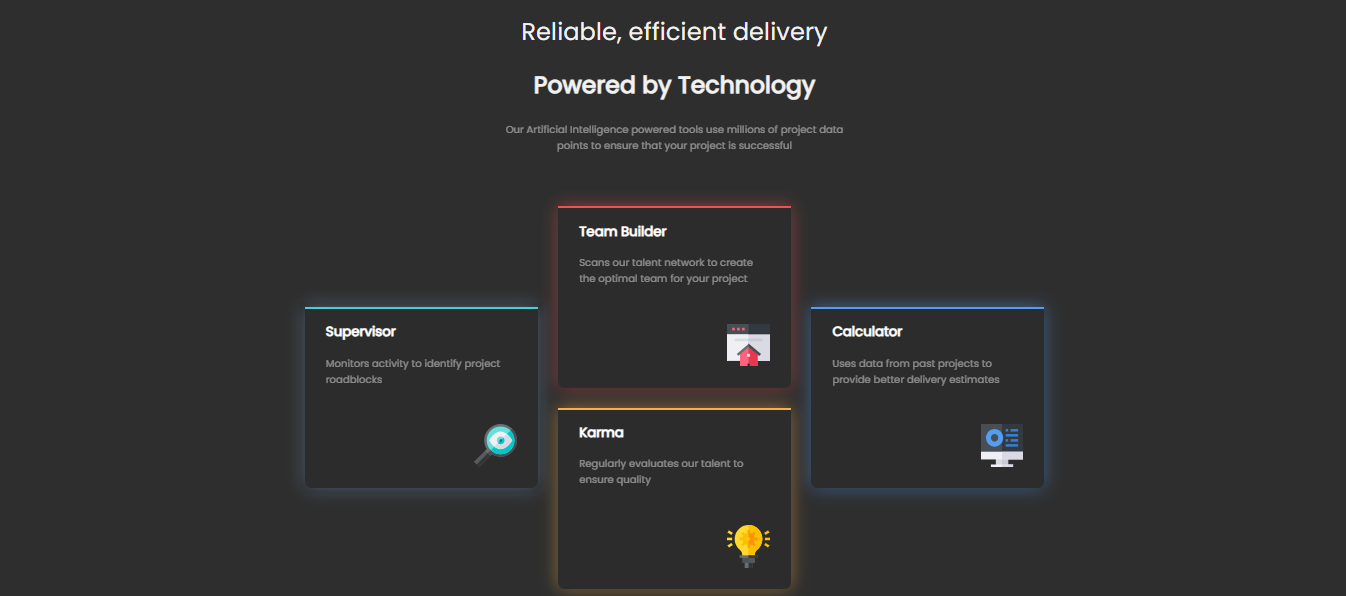 Reliable, efficient delivery
Powered by Technology
Our Artificial Intelligence powered tools use millions of project data
points to ensure that your project is successful
Team Builder
Scans our talent network to create
the optimal team for your project
Supervisor
Monitors activity to identify project
roadblocks
Calculator
Uses data from past projects to
provide better delivery estimates
Karma
Regularly evaluates our talent to
ensure quality